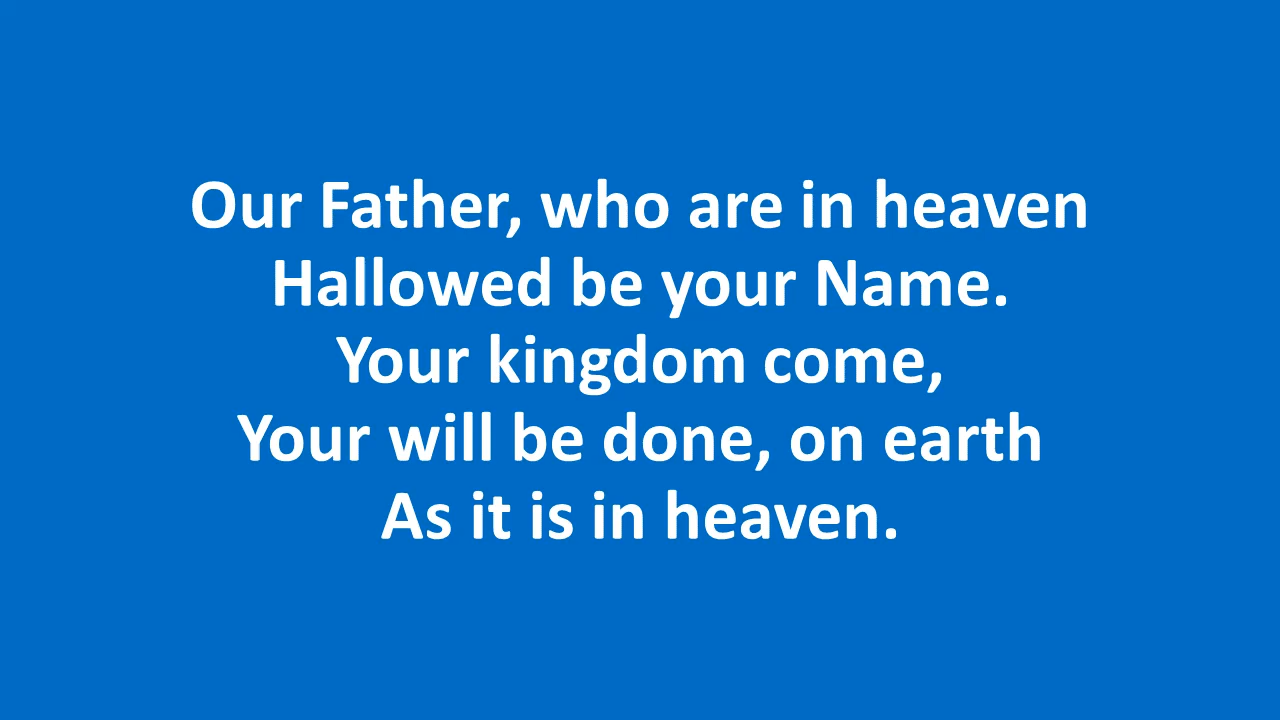 Our Father, who are in heaven
Hallowed be your Name.
Your kingdom come,
Your will be done, on earth
As it is in heaven.